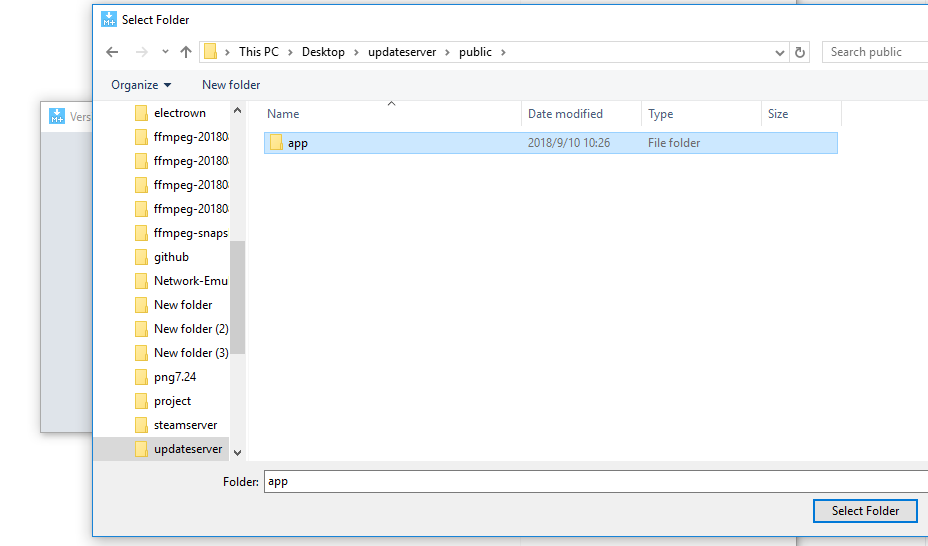 Select Folder
This PC > Desktop > updateserver > public >
Search public
Organize
New folder
Vers
electrown
ffmpeg-20180
ffmpeg-20180
ffmpeg-20180
ffmpeg-20180
ffmpeg-snaps
github
Network-Emu
New folder
New folder (2)
New folder (3)
png7.24
project
steamserver
updateserver
Name Date modified Type Size
app 2018/9/10 10:26 File folder
Folder: app
Select Folder